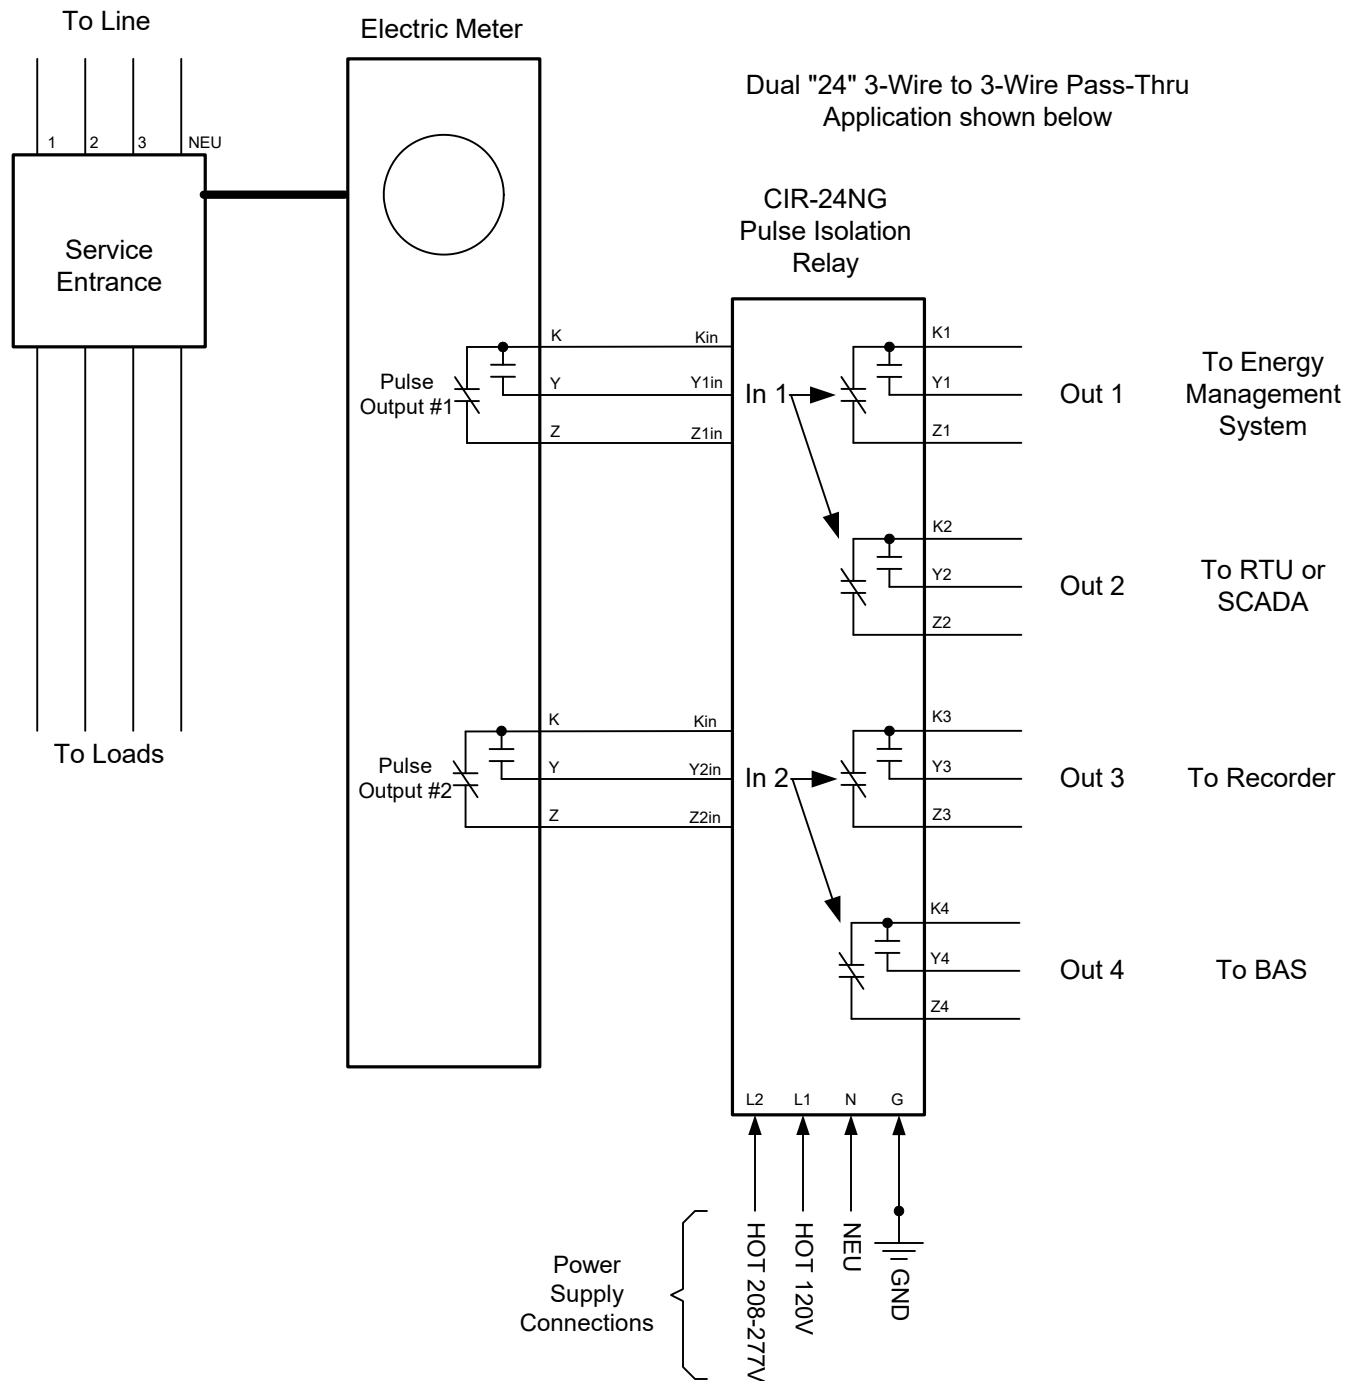 To Line
Electric Meter
Dual "24" 3-Wire to 3-Wire Pass-Thru
Application shown below
1
2
3
NEU
Service
Entrance
To Loads
CIR-24NG
Pulse Isolation
Relay
Pulse
Output #1
K
Y
Z
Kin
Y1in
Z1in
In 1
K1
Y1
Z1
Out 1
To Energy
Management
System
K2
Y2
Z2
Out 2
To RTU or
SCADA
Pulse
Output #2
K
Y
Z
Kin
Y2in
Z2in
In 2
K3
Y3
Z3
Out 3
To Recorder
K4
Y4
Z4
Out 4
To BAS
L2
L1
N
G
Power
Supply
Connections
HOT 208-277V
HOT 120V
NEU
GND